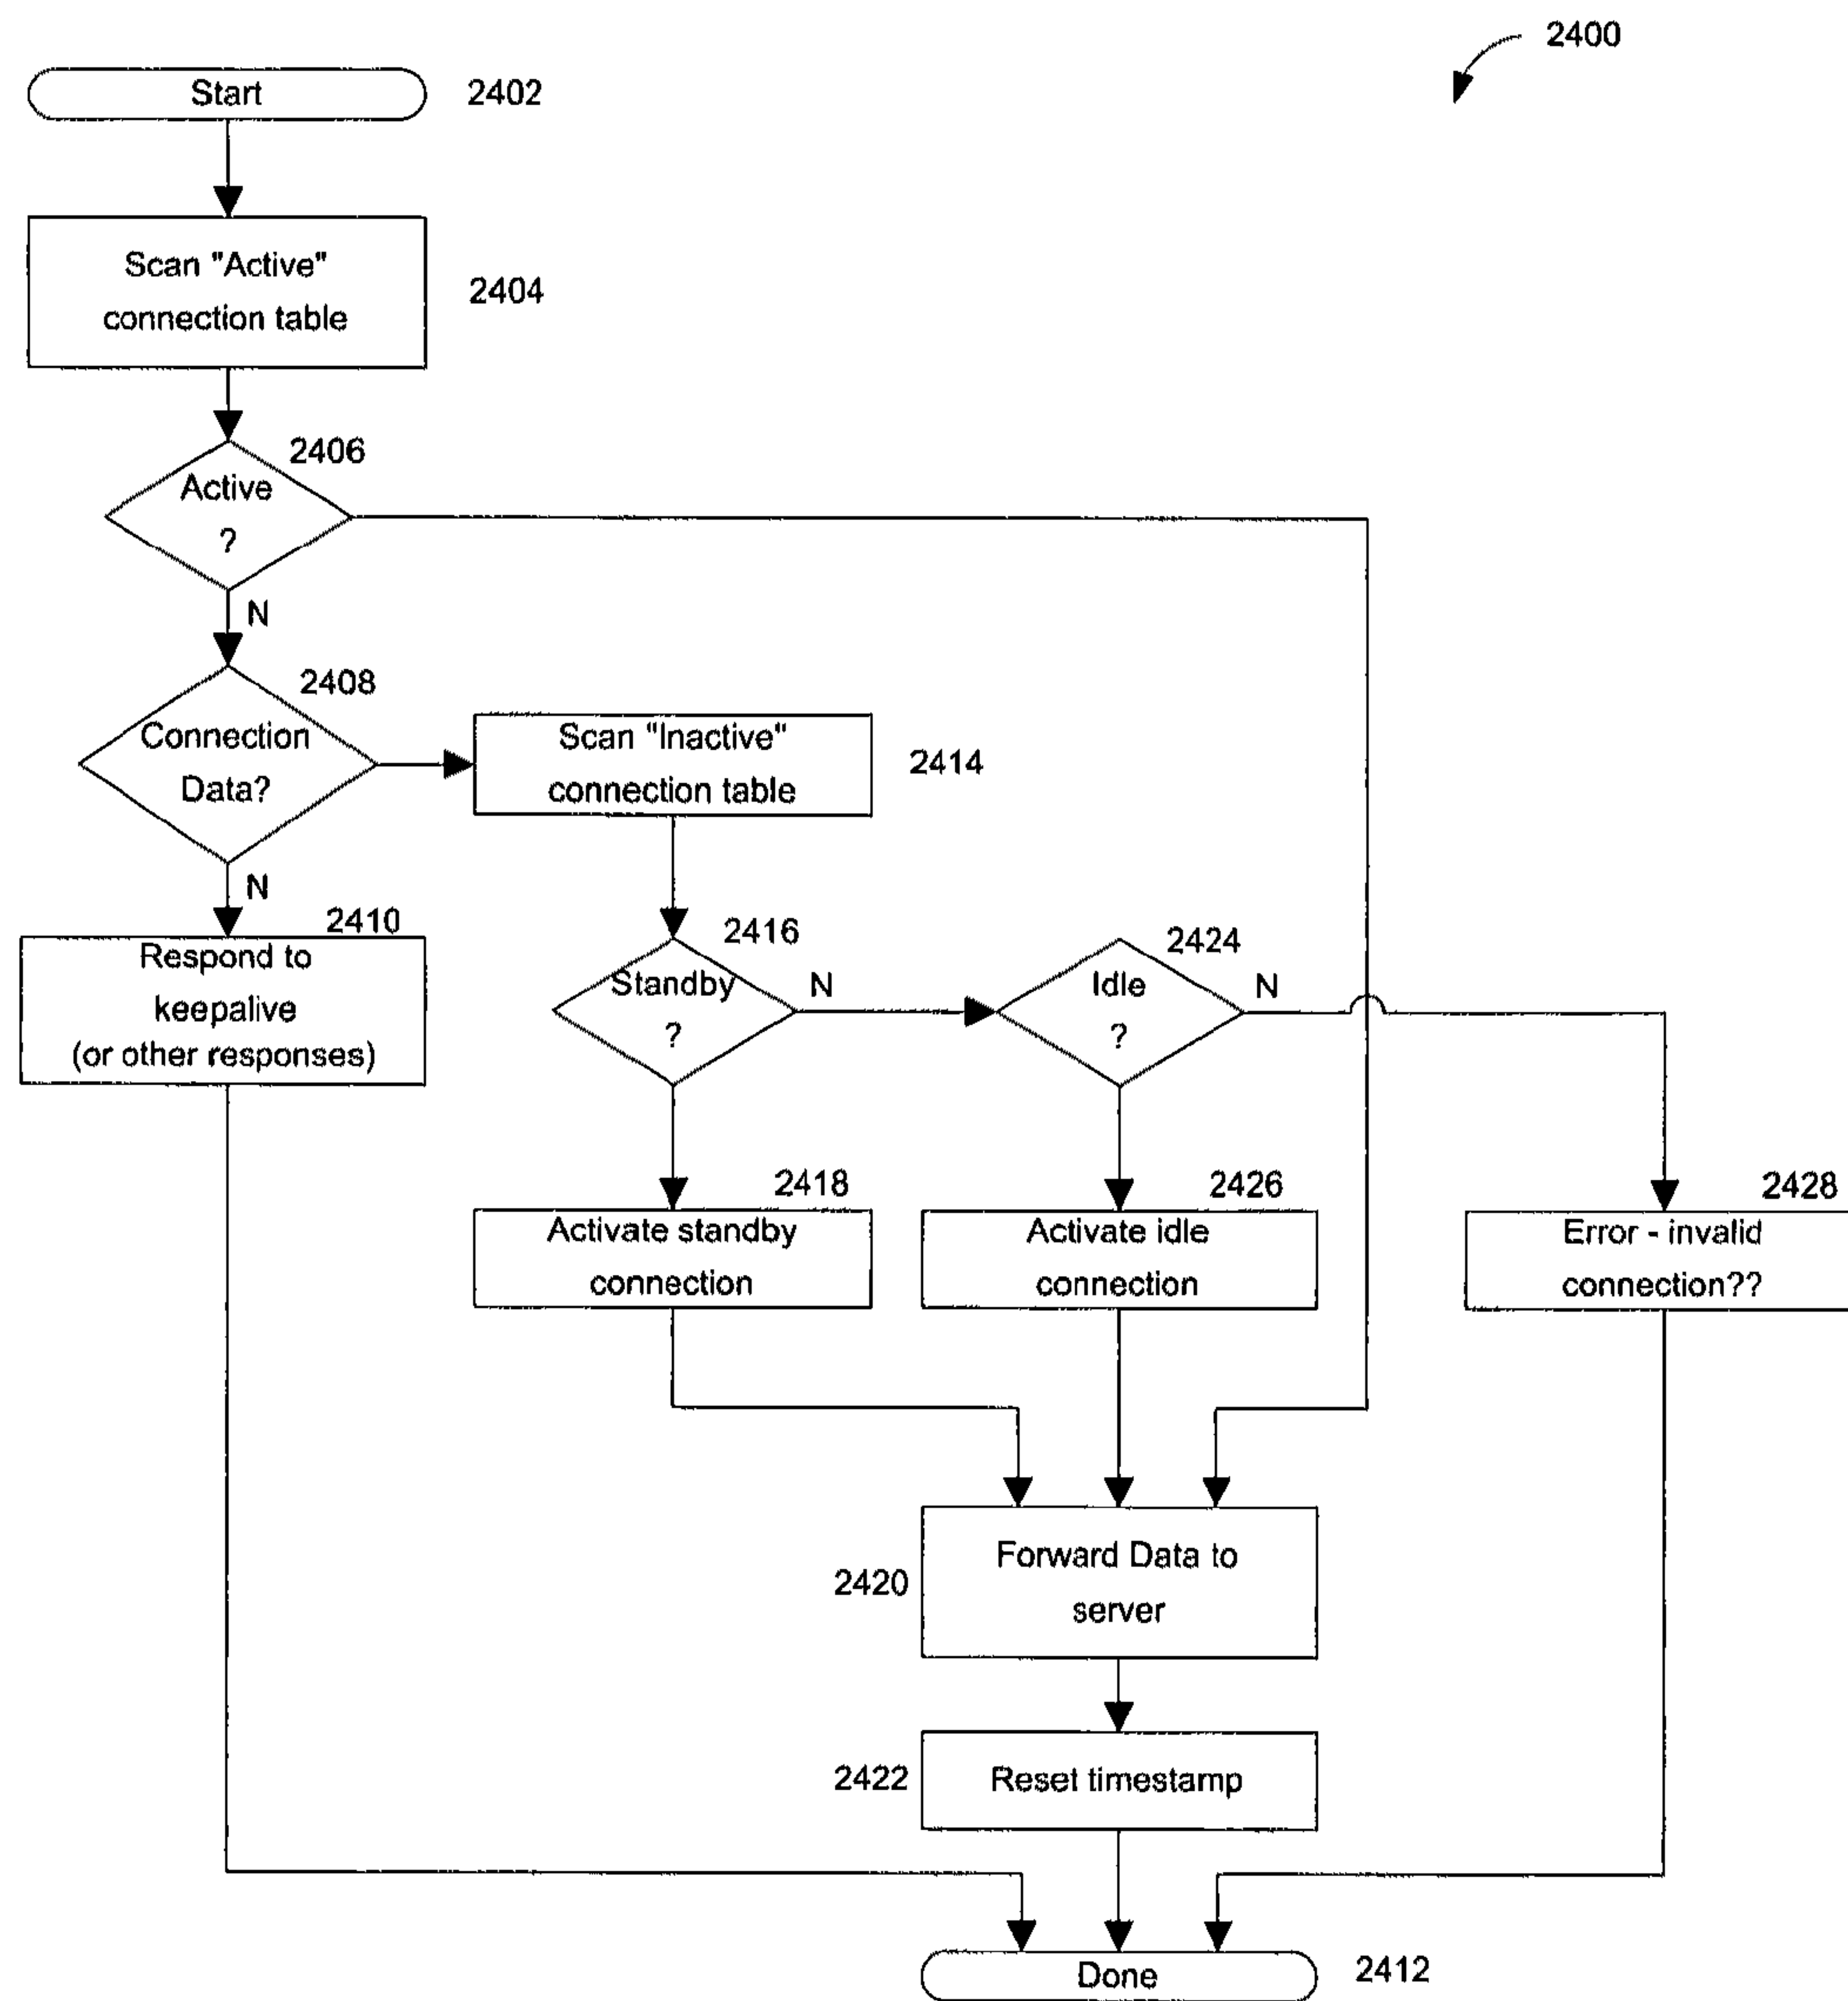 2400
Start
2402
Scan "Active"
connection table
2404
2406
Active
?
N
2408
Connection
Data?
Scan "Inactive"
connection table
2414
N
2410
Respond to
keepalive
(or other responses)
2416
Standby
?
N
2424
Idle
?
N
2418
Activate standby
connection
2426
Activate idle
connection
2428
Error - invalid
connection??
2420
Forward Data to
server
2422
Reset timestamp
Done
2412